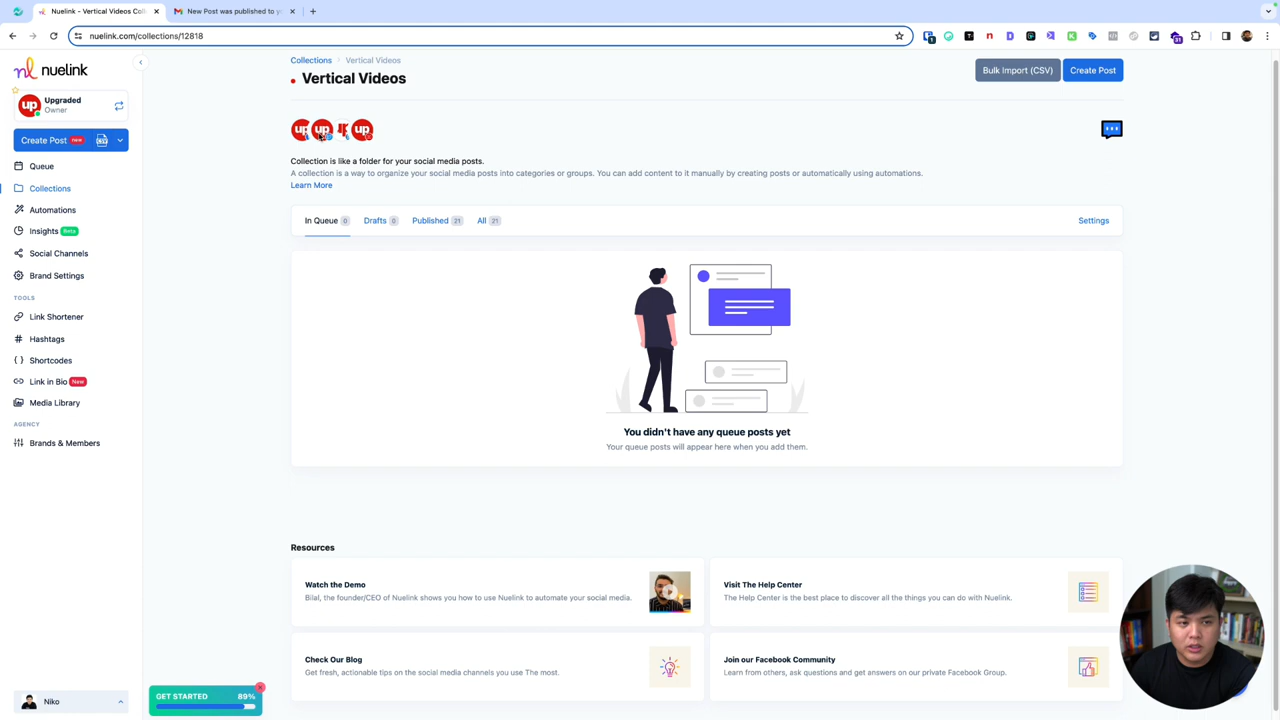 Nuelink - Vertical Videos Col
New Post was published to y
nuelink.com/collections/12818
nuelink
Upgraded
Owner
Create Post New
CSV
Queue
Collections
Automations
Insights Beta
Social Channels
Brand Settings
TOOLS
Link Shortener
Hashtags
Shortcodes
Link in Bio New
Media Library
AGENCY
Brands & Members
Niko
GET STARTED 89%
Collections Vertical Videos
Vertical Videos
Bulk Import (CSV)
Create Post
up up up
Collection is like a folder for your social media posts.
A collection is a way to organize your social media posts into categories or groups. You can add content to it manually by creating posts or automatically using automations.
Learn More
In Queue 0 Drafts 0 Published 21 All 21 Settings
You didn't have any queue posts yet
Your queue posts will appear here when you add them.
Resources
Watch the Demo
Bilal, the founder/CEO of Nuelink shows you how to use Nuelink to automate your social media.
Visit The Help Center
The Help Center is the best place to discover all the things you can do with Nuelink.
Check Our Blog
Get fresh, actionable tips on the social media channels you use The most.
Join our Facebook Community
Learn from others, ask questions and get answers on our private Facebook Group.